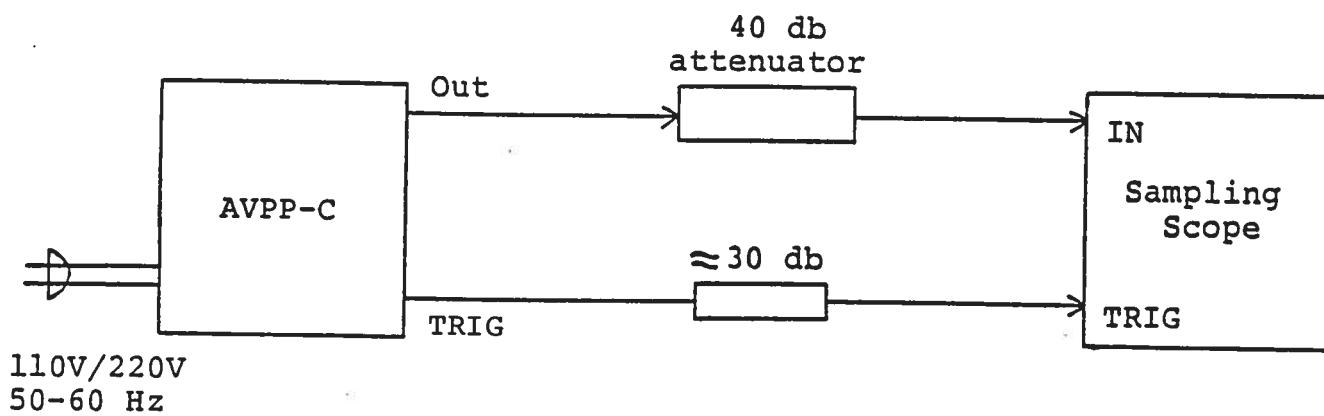 40 db
attenuator
Out
IN
AVPP-C
Sampling
Scope
≈ 30 db
TRIG
TRIG
110V/220V
50-60 Hz